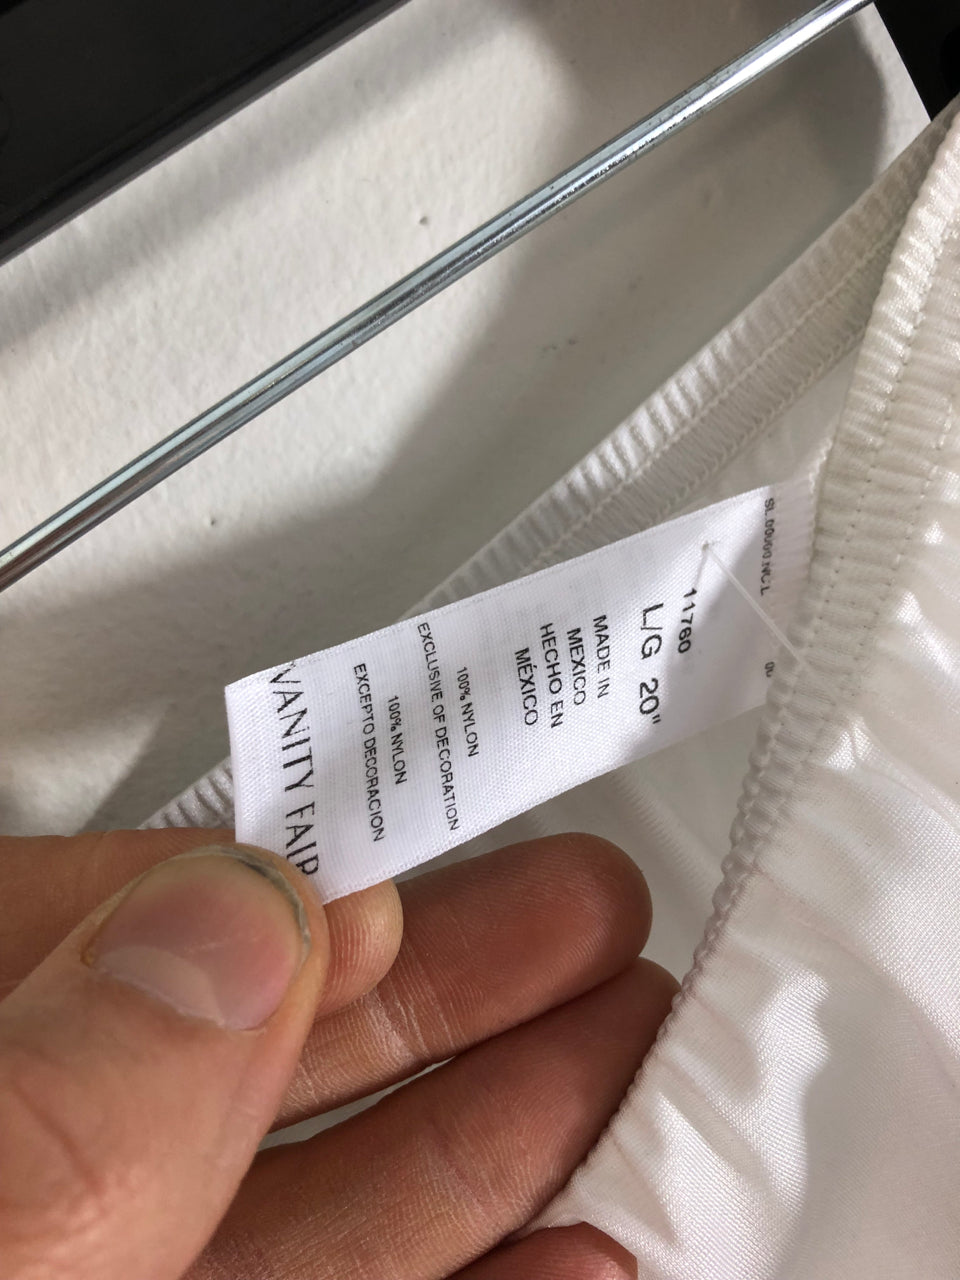 11760
L/G 20"
MADE IN
MEXICO
HECHO EN
MÉXICO
100% NYLON
EXCLUSIVE OF DECORATION
100% NYLON
EXCEPTO DECORACION
VANITY FAIR